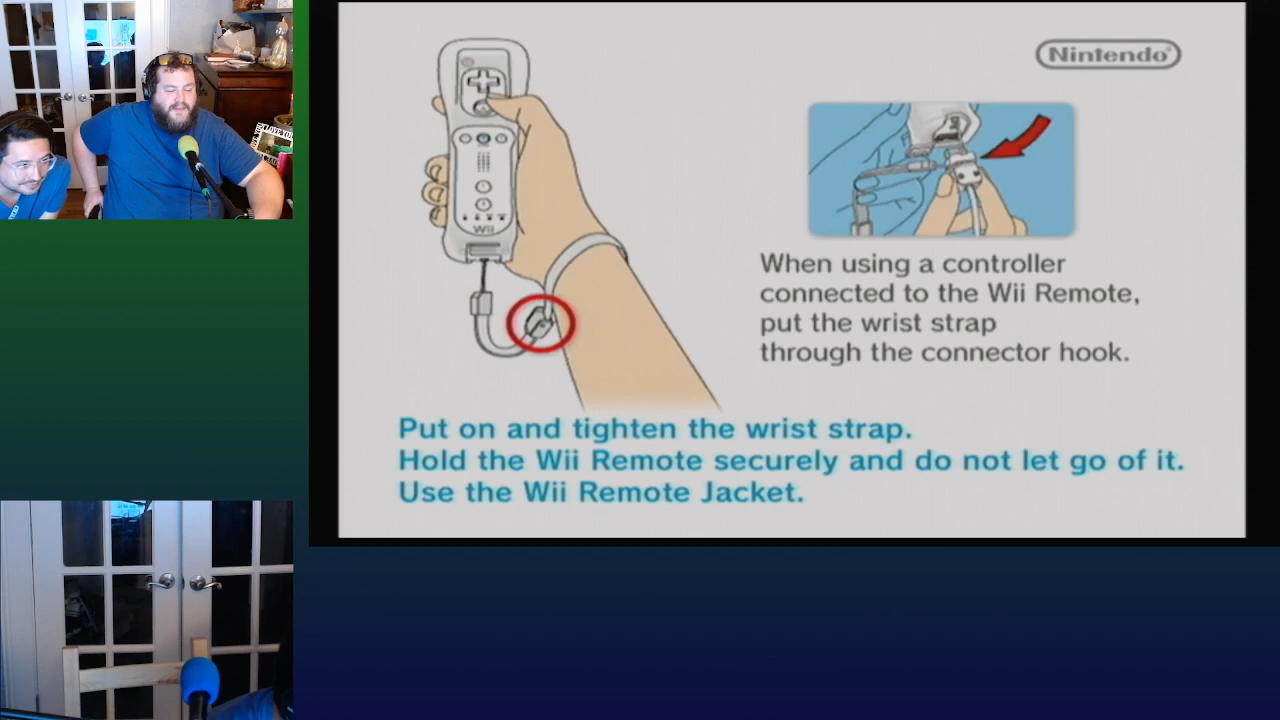 Nintendo
Wii
When using a controller
connected to the Wii Remote,
put the wrist strap
through the connector hook.
Put on and tighten the wrist strap.
Hold the Wii Remote securely and do not let go of it.
Use the Wii Remote Jacket.